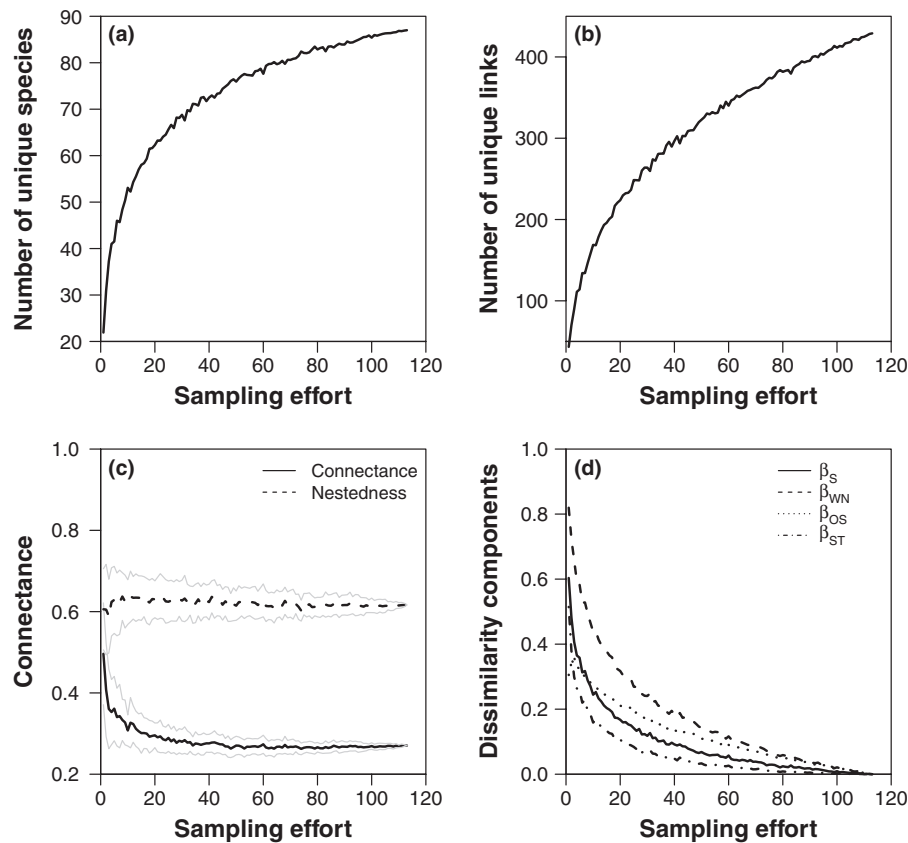 (a)
Number of unique species
90
80
70
60
50
40
30
20
0 20 40 60 80 100 120
Sampling effort
(b)
Number of unique links
400
300
200
100
0 20 40 60 80 100 120
Sampling effort
(c)
Connectance
Nestedness
Connectance
1.0
0.8
0.6
0.4
0.2
0 20 40 60 80 100 120
Sampling effort
(d)
βS
βWN
βOS
βST
Dissimilarity components
1.0
0.8
0.6
0.4
0.2
0.0
0 20 40 60 80 100 120
Sampling effort